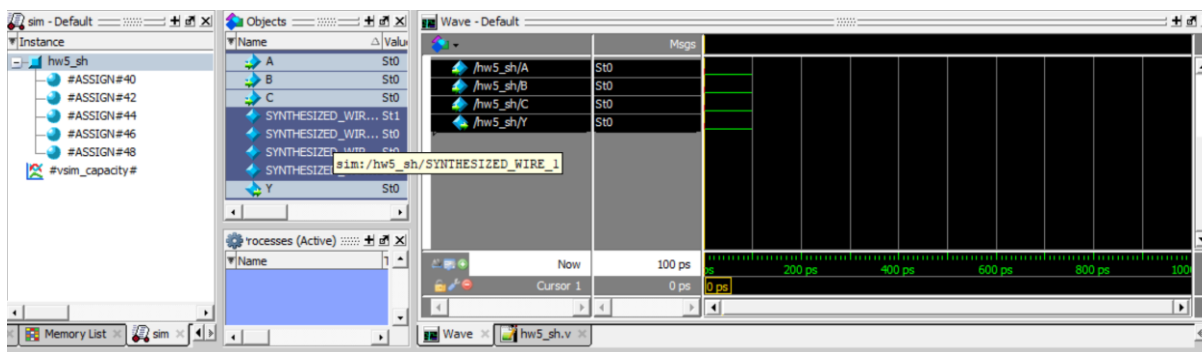 sim - Default
Instance
hw5_sh
#ASSIGN#40
#ASSIGN#42
#ASSIGN#44
#ASSIGN#46
#ASSIGN#48
#vsim_capacity#
Memory List
sim
Objects
Name
A St0
B St0
C St0
SYNTHESIZED_WIR... St1
SYNTHESIZED_WIR... St0
Y St0
sim:/hw5_sh/SYNTHESIZED_WIRE_1
rocesses (Active)
Name
Wave - Default
Msgs
/hw5_sh/A St0
/hw5_sh/B St0
/hw5_sh/C St0
/hw5_sh/Y St0
Now 100 ps
Cursor 1 0 ps
200 ps 400 ps 600 ps 800 ps
0 ps
Wave
hw5_sh.v